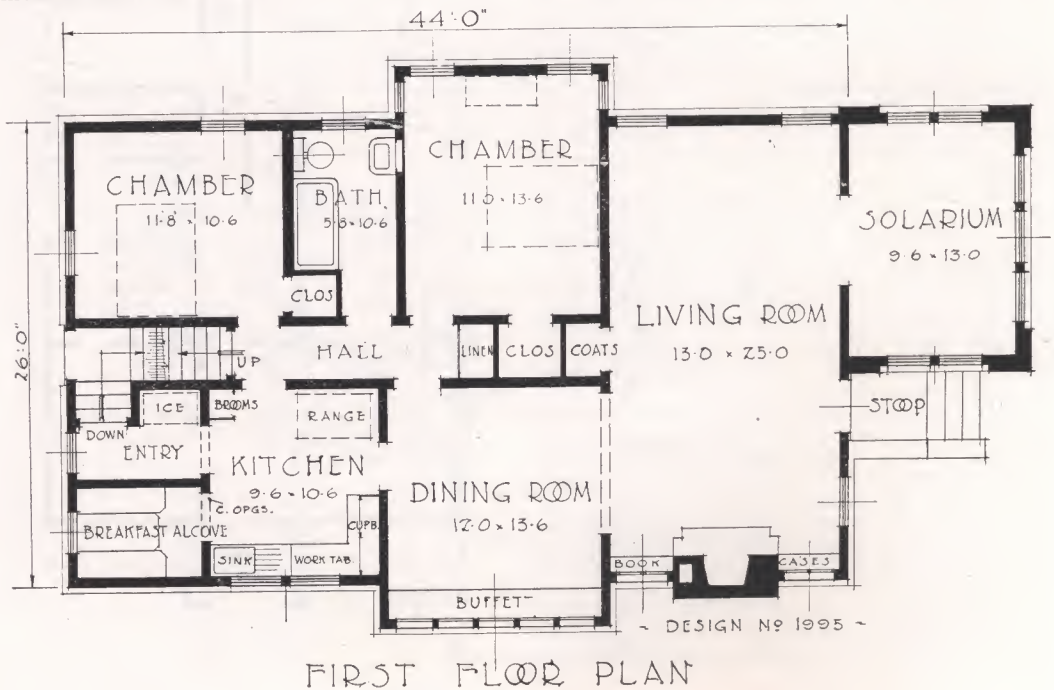 44'-0"
26'-0"
CHAMBER
11-8 × 10-6
BATH.
5-8 × 10-6
CHAMBER
13-6
SOLARIUM
9-6 × 13-0
CLOS
LIVING ROOM
13-0 × 25-0
HALL
LINEN
CLOS
COATS
UP
STOOP
ICE
BROOMS
RANGE
DOWN
ENTRY
KITCHEN
9-6 × 10-6
C. OPGS.
DINING ROOM
12-0 × 13-6
BREAKFAST ALCOVE
CUPB.
SINK
WORK TAB.
BOOK
CASES
BUFFET
- DESIGN Nº 1995 -
FIRST FLOOR PLAN